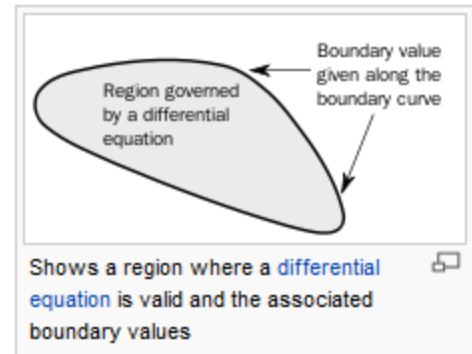 Boundary value
given along the
boundary curve
Region governed
by a differential
equation
Shows a region where a differential
equation is valid and the associated
boundary values